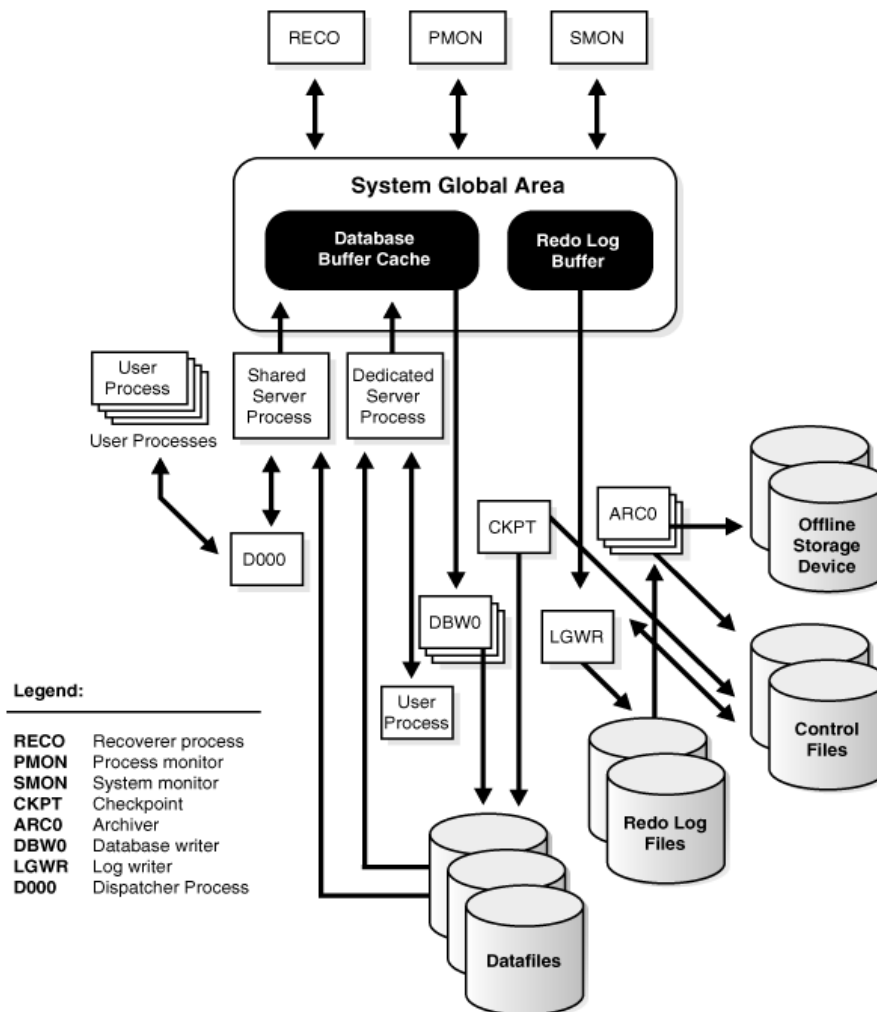 RECO
PMON
SMON
System Global Area
Database
Buffer Cache
Redo Log
Buffer
User
Process
User Processes
Shared
Server
Process
Dedicated
Server
Process
D000
CKPT
ARC0
Offline
Storage
Device
DBW0
LGWR
User
Process
Control
Files
Redo Log
Files
Datafiles
Legend:
RECO Recoverer process
PMON Process monitor
SMON System monitor
CKPT Checkpoint
ARC0 Archiver
DBW0 Database writer
LGWR Log writer
D000 Dispatcher Process